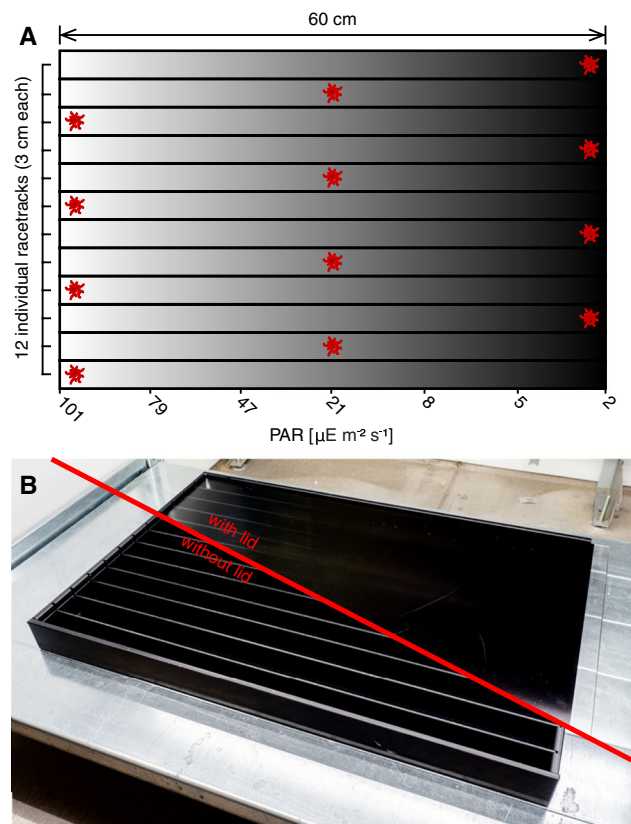 60 cm
A
12 individual racetracks (3 cm each)
101
79
47
21
8
5
2
PAR [µE m⁻² s⁻¹]
B
with lid
without lid